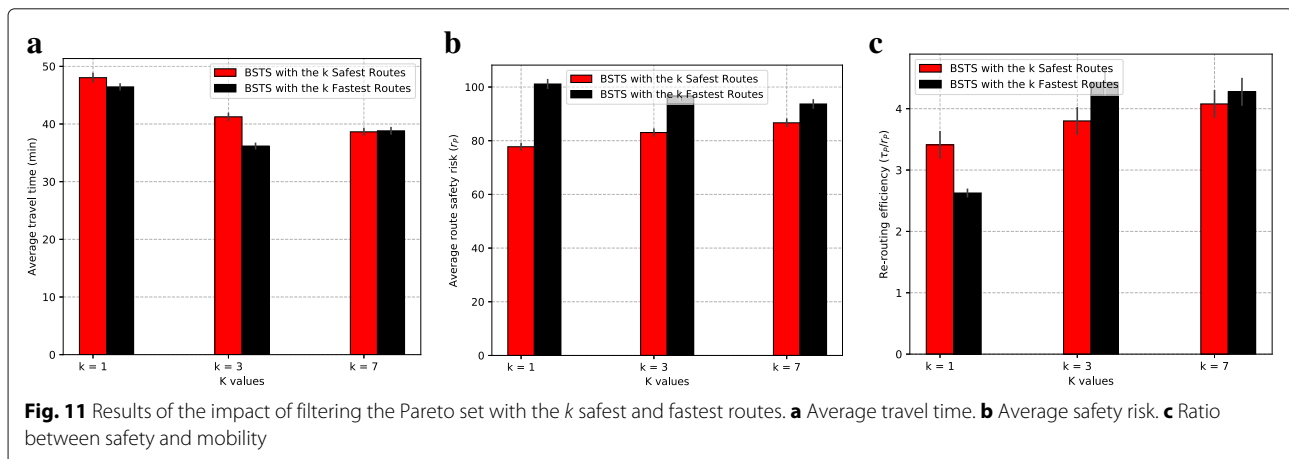 a
50
40
30
20
10
0
Average travel time (min)
BSTS with the k Safest Routes
BSTS with the k Fastest Routes
k = 1
k = 3
k = 7
K values
b
100
80
60
40
20
0
Average route safety risk (rP)
BSTS with the k Safest Routes
BSTS with the k Fastest Routes
k = 1
k = 3
k = 7
K values
c
4
3
2
1
0
Re-routing efficiency (τP/rP)
BSTS with the k Safest Routes
BSTS with the k Fastest Routes
k = 1
k = 3
k = 7
K values
Fig. 11 Results of the impact of filtering the Pareto set with the k safest and fastest routes. a Average travel time. b Average safety risk. c Ratio
between safety and mobility